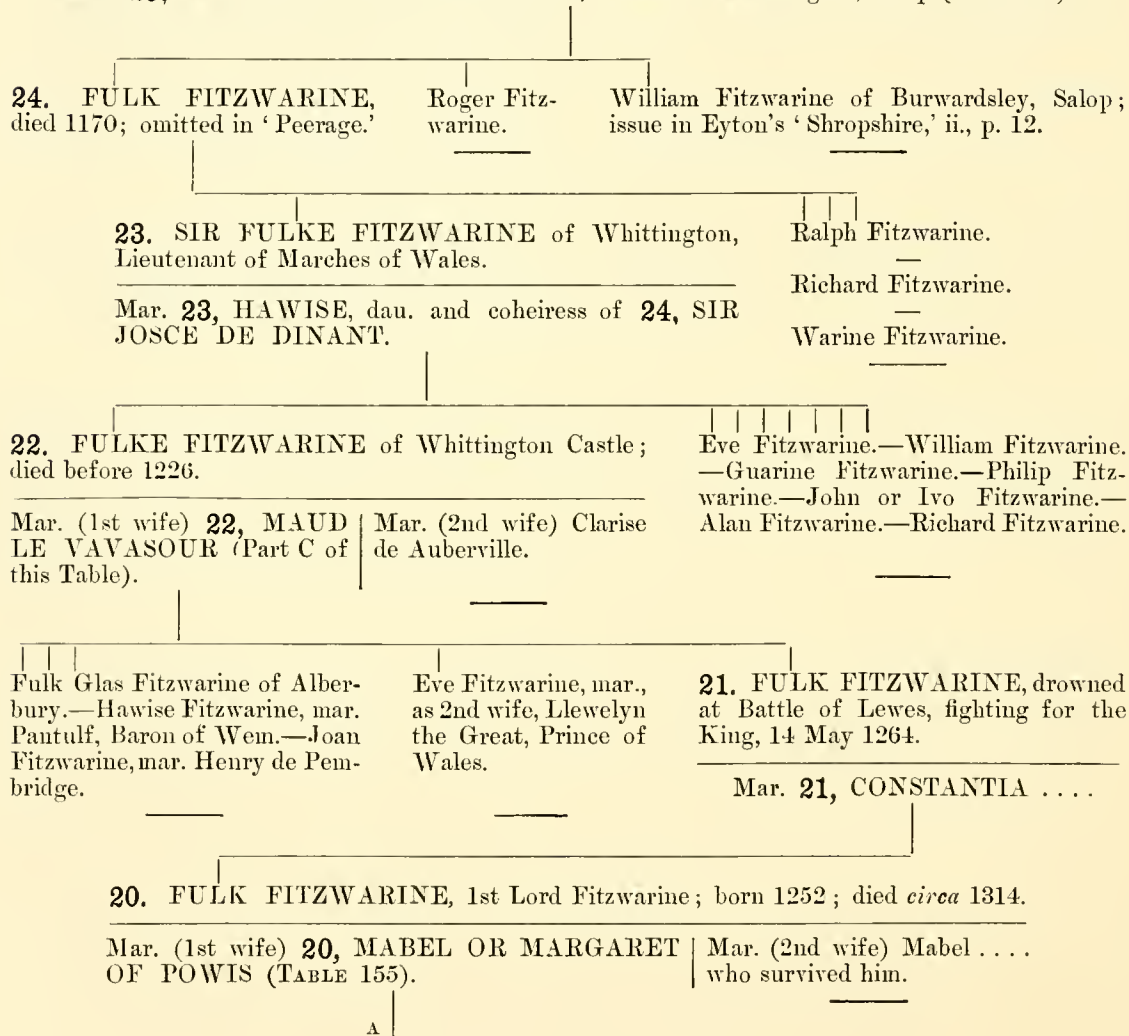 24. FULK FITZWARINE,
died 1170; omitted in ‘Peerage.’
Roger Fitz-
warine.
William Fitzwarine of Burwardsley, Salop;
issue in Eyton's ‘Shropshire,’ ii., p. 12.
23. SIR FULKE FITZWARINE of Whittington,
Lieutenant of Marches of Wales.
Mar. 23, HAWISE, dau. and coheiress of 24, SIR
JOSCE DE DINANT.
Ralph Fitzwarine.
—
Richard Fitzwarine.
—
Warine Fitzwarine.
22. FULKE FITZWARINE of Whittington Castle;
died before 1226.
Mar. (1st wife) 22, MAUD
LE VAVASOUR (Part C of
this Table).
Mar. (2nd wife) Clarise
de Auberville.
Eve Fitzwarine.—William Fitzwarine.
—Guarine Fitzwarine.—Philip Fitz-
warine.—John or Ivo Fitzwarine.—
Alan Fitzwarine.—Richard Fitzwarine.
Fulk Glas Fitzwarine of Alber-
bury.—Hawise Fitzwarine, mar.
Pantulf, Baron of Wem.—Joan
Fitzwarine, mar. Henry de Pem-
bridge.
Eve Fitzwarine, mar.,
as 2nd wife, Llewelyn
the Great, Prince of
Wales.
21. FULK FITZWARINE, drowned
at Battle of Lewes, fighting for the
King, 14 May 1264.
Mar. 21, CONSTANTIA ....
20. FULK FITZWARINE, 1st Lord Fitzwarine; born 1252; died circa 1314.
Mar. (1st wife) 20, MABEL OR MARGARET
OF POWIS (TABLE 155).
Mar. (2nd wife) Mabel ....
who survived him.
A